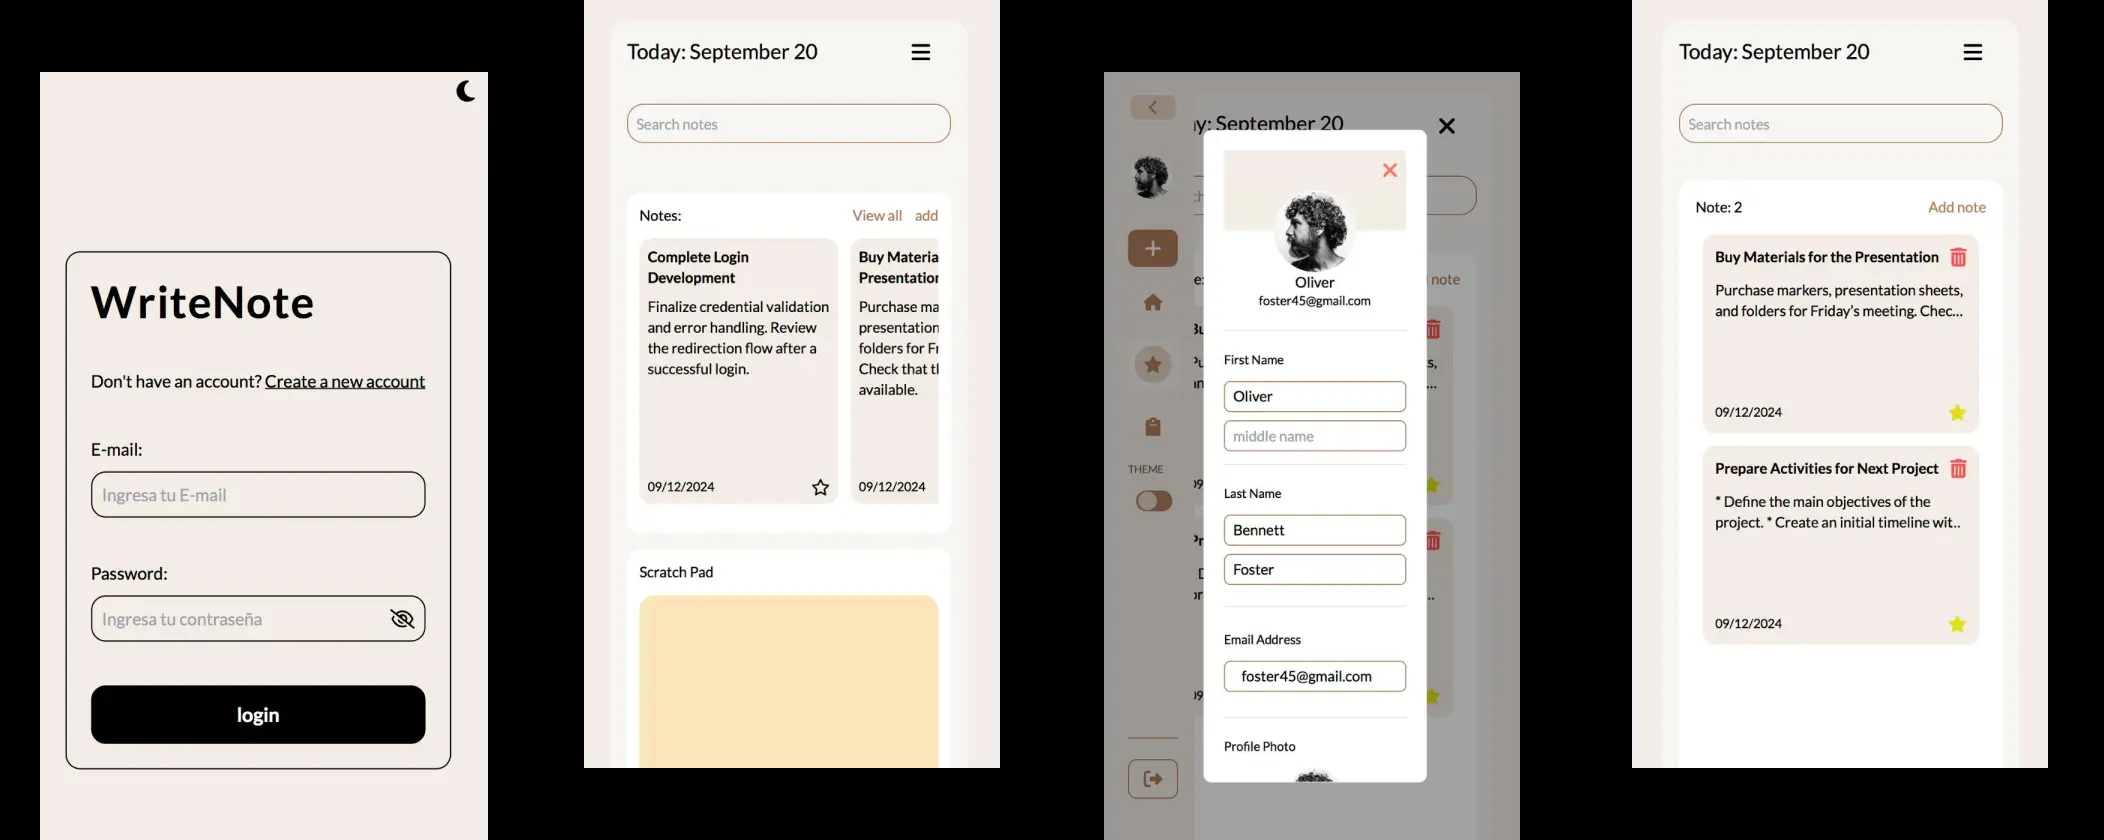 WriteNote
Don't have an account? Create a new account
E-mail:
Ingresa tu E-mail
Password:
Ingresa tu contraseña
login
Today: September 20
Search notes
Notes:
View all
add
Complete Login
Development
Finalize credential validation
and error handling. Review
the redirection flow after a
successful login.
09/12/2024
Buy Materia
Presentation
Purchase ma
presentation
folders for Fr
Check that th
available.
09/12/2024
Scratch Pad
y: September 20
note
THEME
Oliver
foster45@gmail.com
First Name
Oliver
middle name
Last Name
Bennett
Foster
Email Address
foster45@gmail.com
Profile Photo
Today: September 20
Search notes
Note: 2
Add note
Buy Materials for the Presentation
Purchase markers, presentation sheets,
and folders for Friday's meeting. Chec...
09/12/2024
Prepare Activities for Next Project
* Define the main objectives of the
project. * Create an initial timeline wit..
09/12/2024